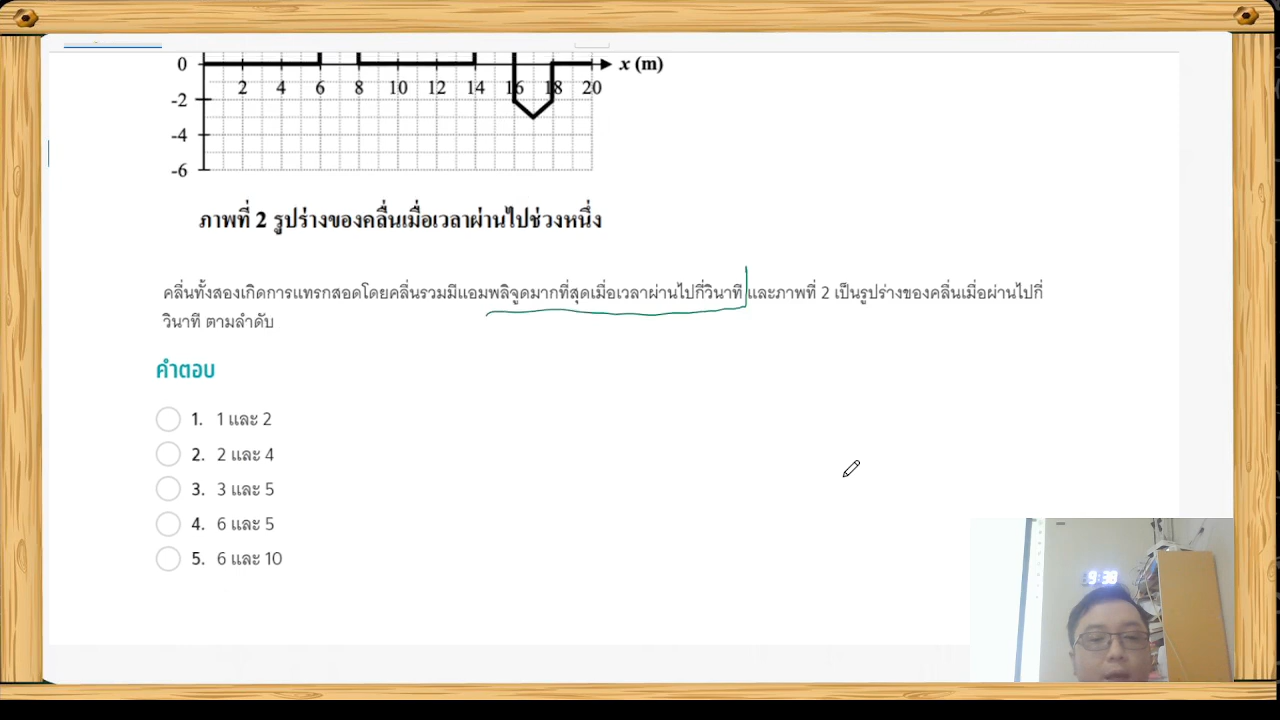 0 x (m)
2 4 6 8 10 12 14 16 18 20
-2
-4
-6
ภาพที่ 2 รูปร่างของคลื่นเมื่อเวลาผ่านไปช่วงหนึ่ง
คลื่นทั้งสองเกิดการแทรกสอดโดยคลื่นรวมมีแอมพลิจูดมากที่สุดเมื่อเวลาผ่านไปกี่วินาที และภาพที่ 2 เป็นรูปร่างของคลื่นเมื่อผ่านไปกี่
วินาที ตามลำดับ
คำตอบ
1. 1 และ 2
2. 2 และ 4
3. 3 และ 5
4. 6 และ 5
5. 6 และ 10
9:38